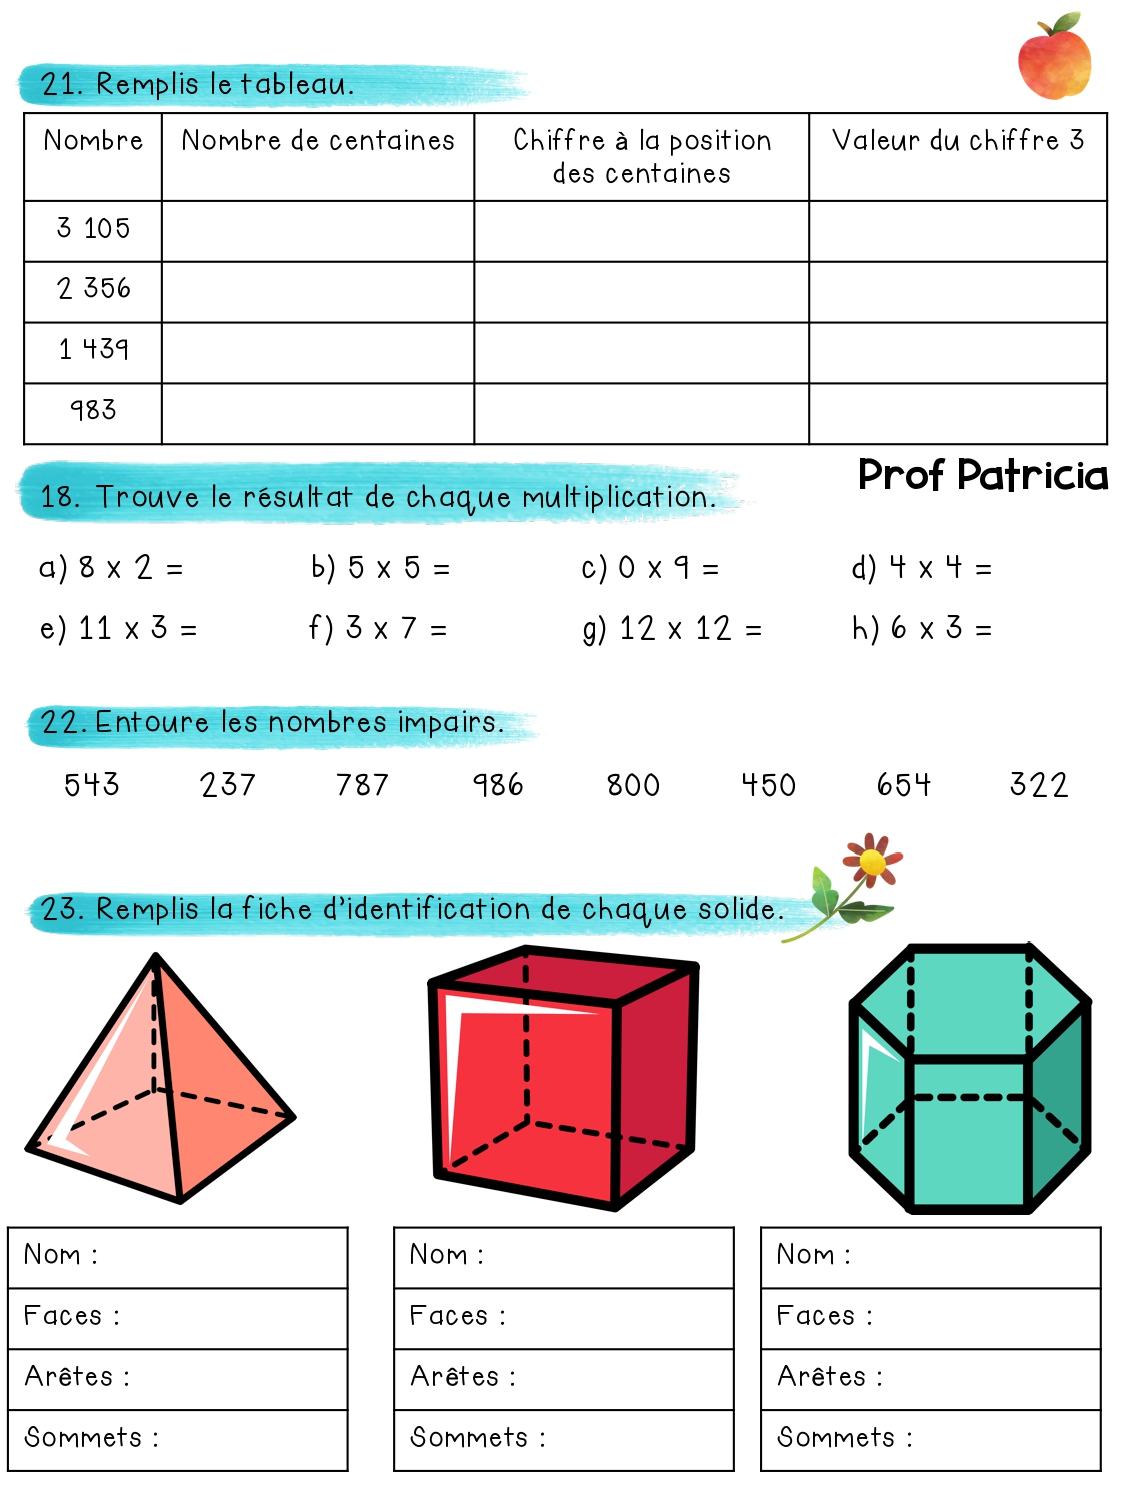 21. Remplis le tableau.
Nombre
Nombre de centaines
Chiffre à la position
des centaines
Valeur du chiffre 3
3 105
2 356
1 439
983
Prof Patricia
18. Trouve le résultat de chaque multiplication.
a) 8 x 2 =
b) 5 x 5 =
c) 0 x 9 =
d) 4 x 4 =
e) 11 x 3 =
f) 3 x 7 =
g) 12 x 12 =
h) 6 x 3 =
22. Entoure les nombres impairs.
543 237 787 986 800 450 654 322
23. Remplis la fiche d'identification de chaque solide.
Nom :
Faces :
Arêtes :
Sommets :
Nom :
Faces :
Arêtes :
Sommets :
Nom :
Faces :
Arêtes :
Sommets :